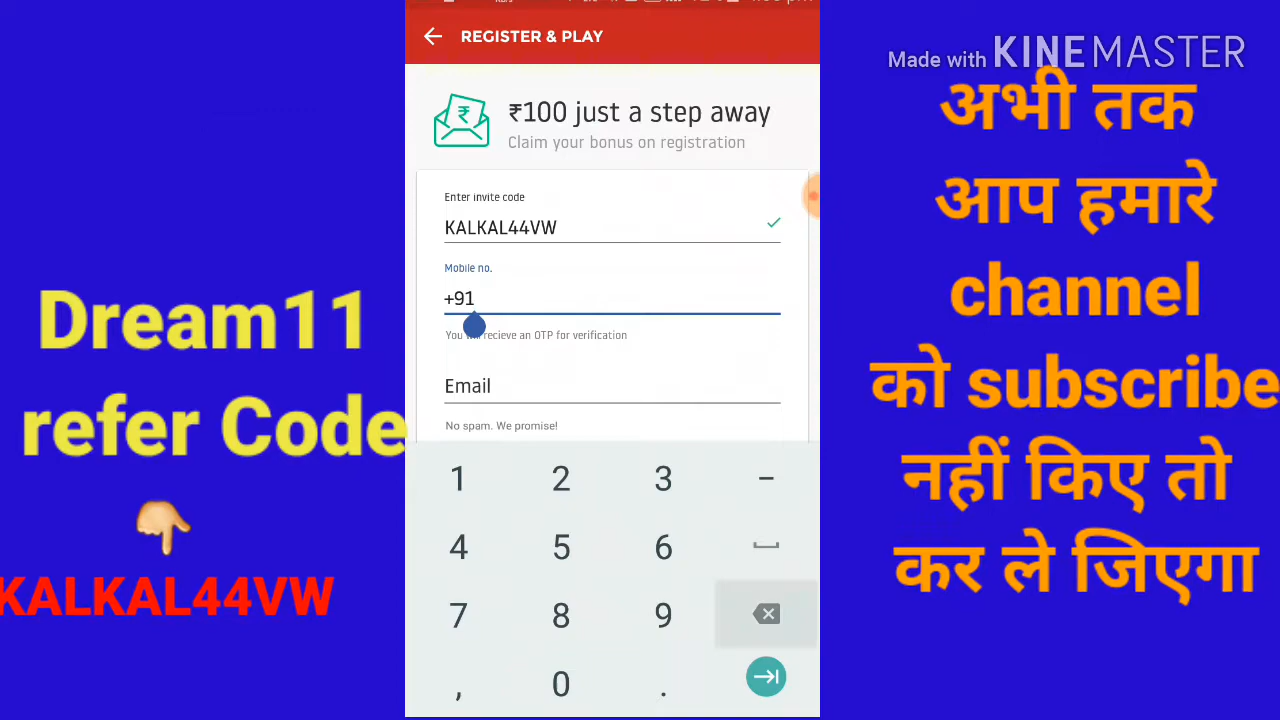 REGISTER & PLAY
₹100 just a step away
Claim your bonus on registration
Enter invite code
KALKAL44VW
Mobile no.
+91
You recieve an OTP for verification
Email
No spam. We promise!
1 2 3 -
4 5 6
7 8 9
, 0 .
Dream11
refer Code
KALKAL44VW
Made with KINEMASTER
अभी तक
आप हमारे
channel
को subscribe
नहीं किए तो
कर ले जिएगा